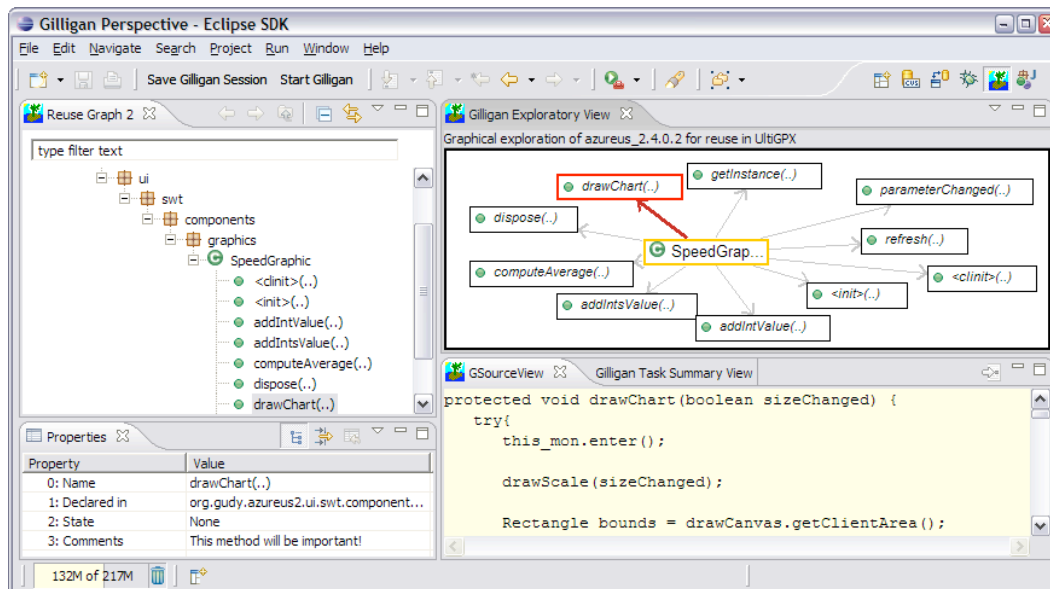 Gilligan Perspective - Eclipse SDK
File Edit Navigate Search Project Run Window Help
Save Gilligan Session Start Gilligan
Reuse Graph 2
type filter text
ui
swt
components
graphics
SpeedGraphic
<clinit>(..)
<init>(..)
addIntValue(..)
addIntsValue(..)
computeAverage(..)
dispose(..)
drawChart(..)
Gilligan Exploratory View
Graphical exploration of azureus_2.4.0.2 for reuse in UltiGPX
getInstance(..)
drawChart(..)
parameterChanged(..)
dispose(..)
refresh(..)
SpeedGrap...
computeAverage(..)
<clinit>(..)
<init>(..)
addIntsValue(..)
addIntValue(..)
Properties
Property Value
0: Name drawChart(..)
1: Declared in org.gudy.azureus2.ui.swt.component...
2: State None
3: Comments This method will be important!
GSourceView Gilligan Task Summary View
protected void drawChart(boolean sizeChanged) {
try{
this_mon.enter();
drawScale(sizeChanged);
Rectangle bounds = drawCanvas.getClientArea();
132M of 217M